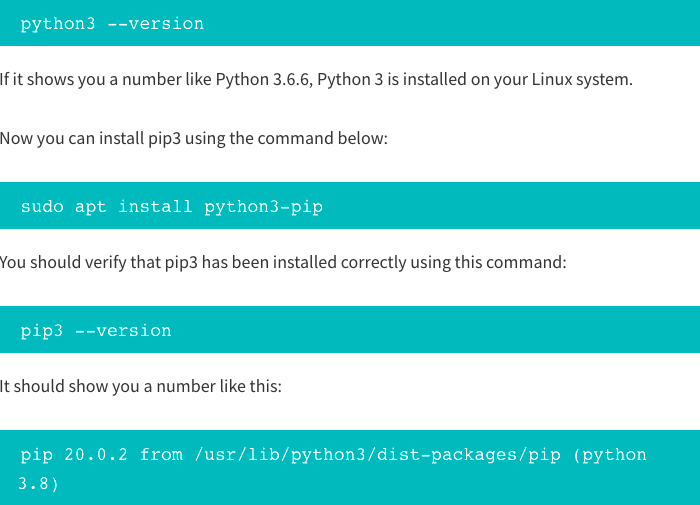 python3 --version
If it shows you a number like Python 3.6.6, Python 3 is installed on your Linux system.
Now you can install pip3 using the command below:
sudo apt install python3-pip
You should verify that pip3 has been installed correctly using this command:
pip3 --version
It should show you a number like this:
pip 20.0.2 from /usr/lib/python3/dist-packages/pip (python
3.8)